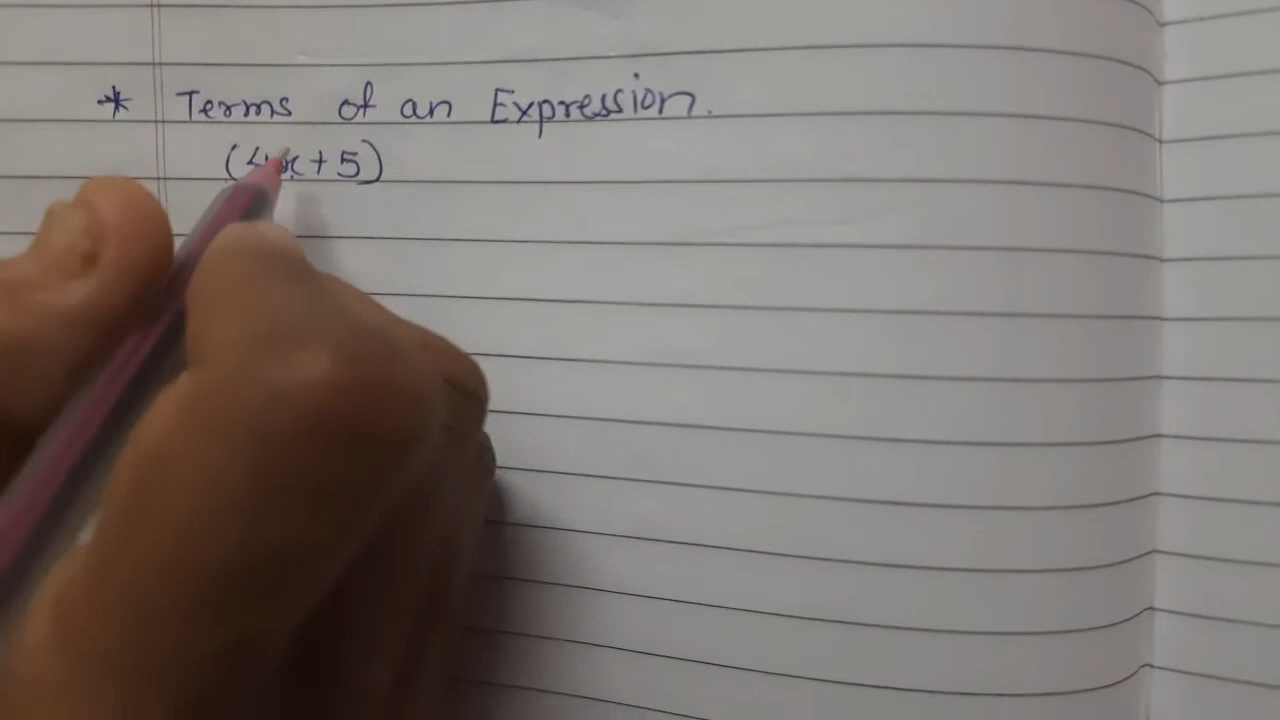 * Terms of an Expression.
(4x+5)